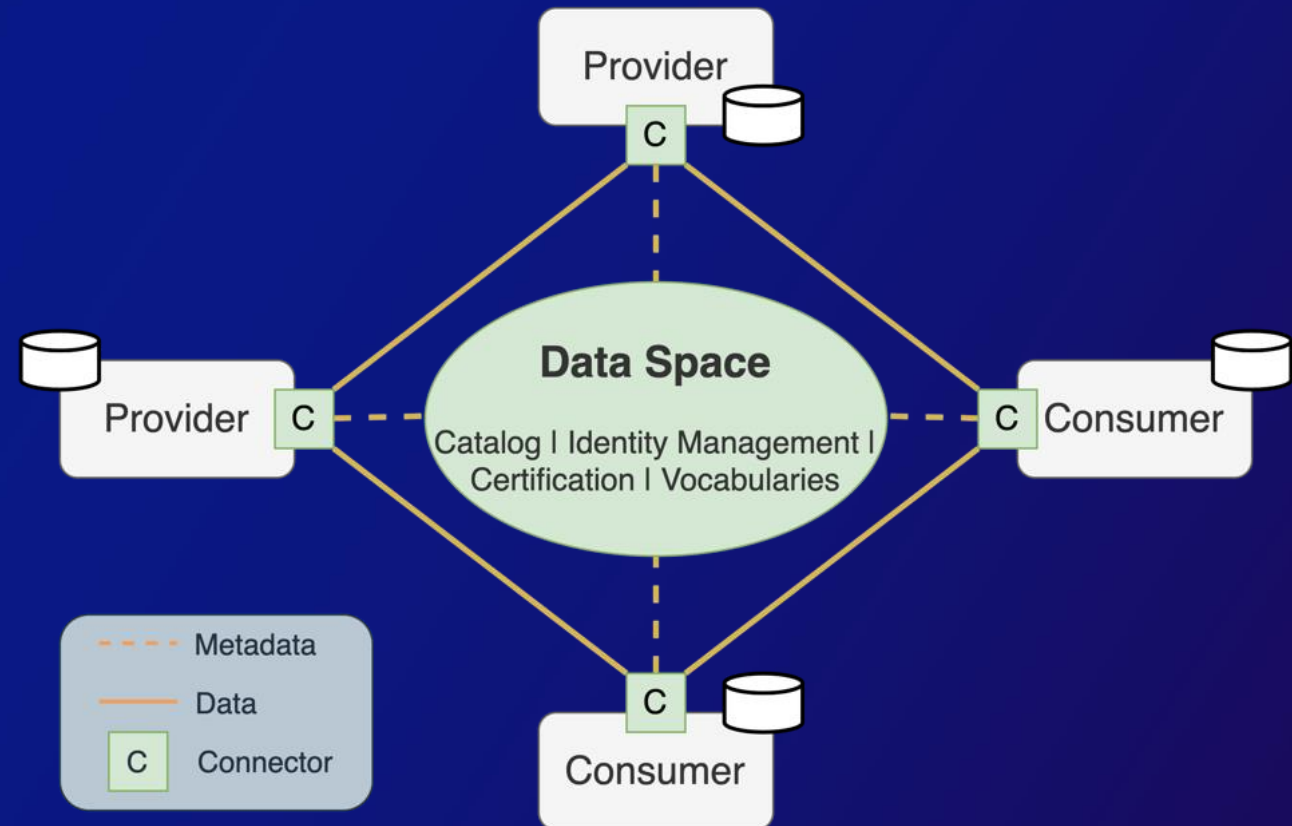 Provider
C
Data Space
Provider
C
C
Consumer
Catalog | Identity Management |
Certification | Vocabularies
Metadata
Data
C
Connector
C
Consumer